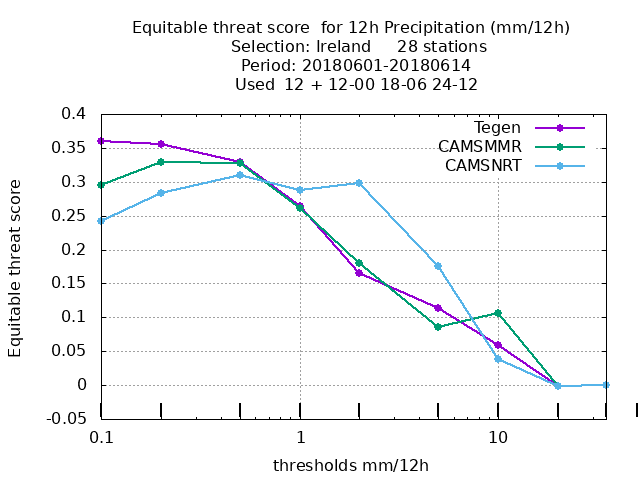 Equitable threat score  for 12h Precipitation (mm/12h)
Selection: Ireland     28 stations
Period: 20180601-20180614
Used  12 + 12-00 18-06 24-12
Tegen
CAMSMMR
CAMSNRT
Equitable threat score
0.4
0.35
0.3
0.25
0.2
0.15
0.1
0.05
0
-0.05
0.1 1 10
thresholds mm/12h